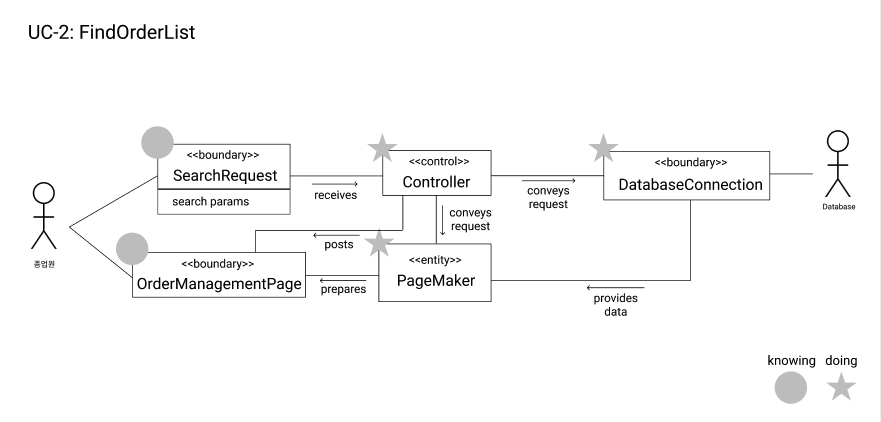 UC-2: FindOrderList
<<boundary>>
SearchRequest
search params
receives
<<control>>
Controller
conveys
request
<<boundary>>
DatabaseConnection
Database
conveys
request
posts
종업원
<<boundary>>
OrderManagementPage
prepares
<<entity>>
PageMaker
provides
data
knowing
doing